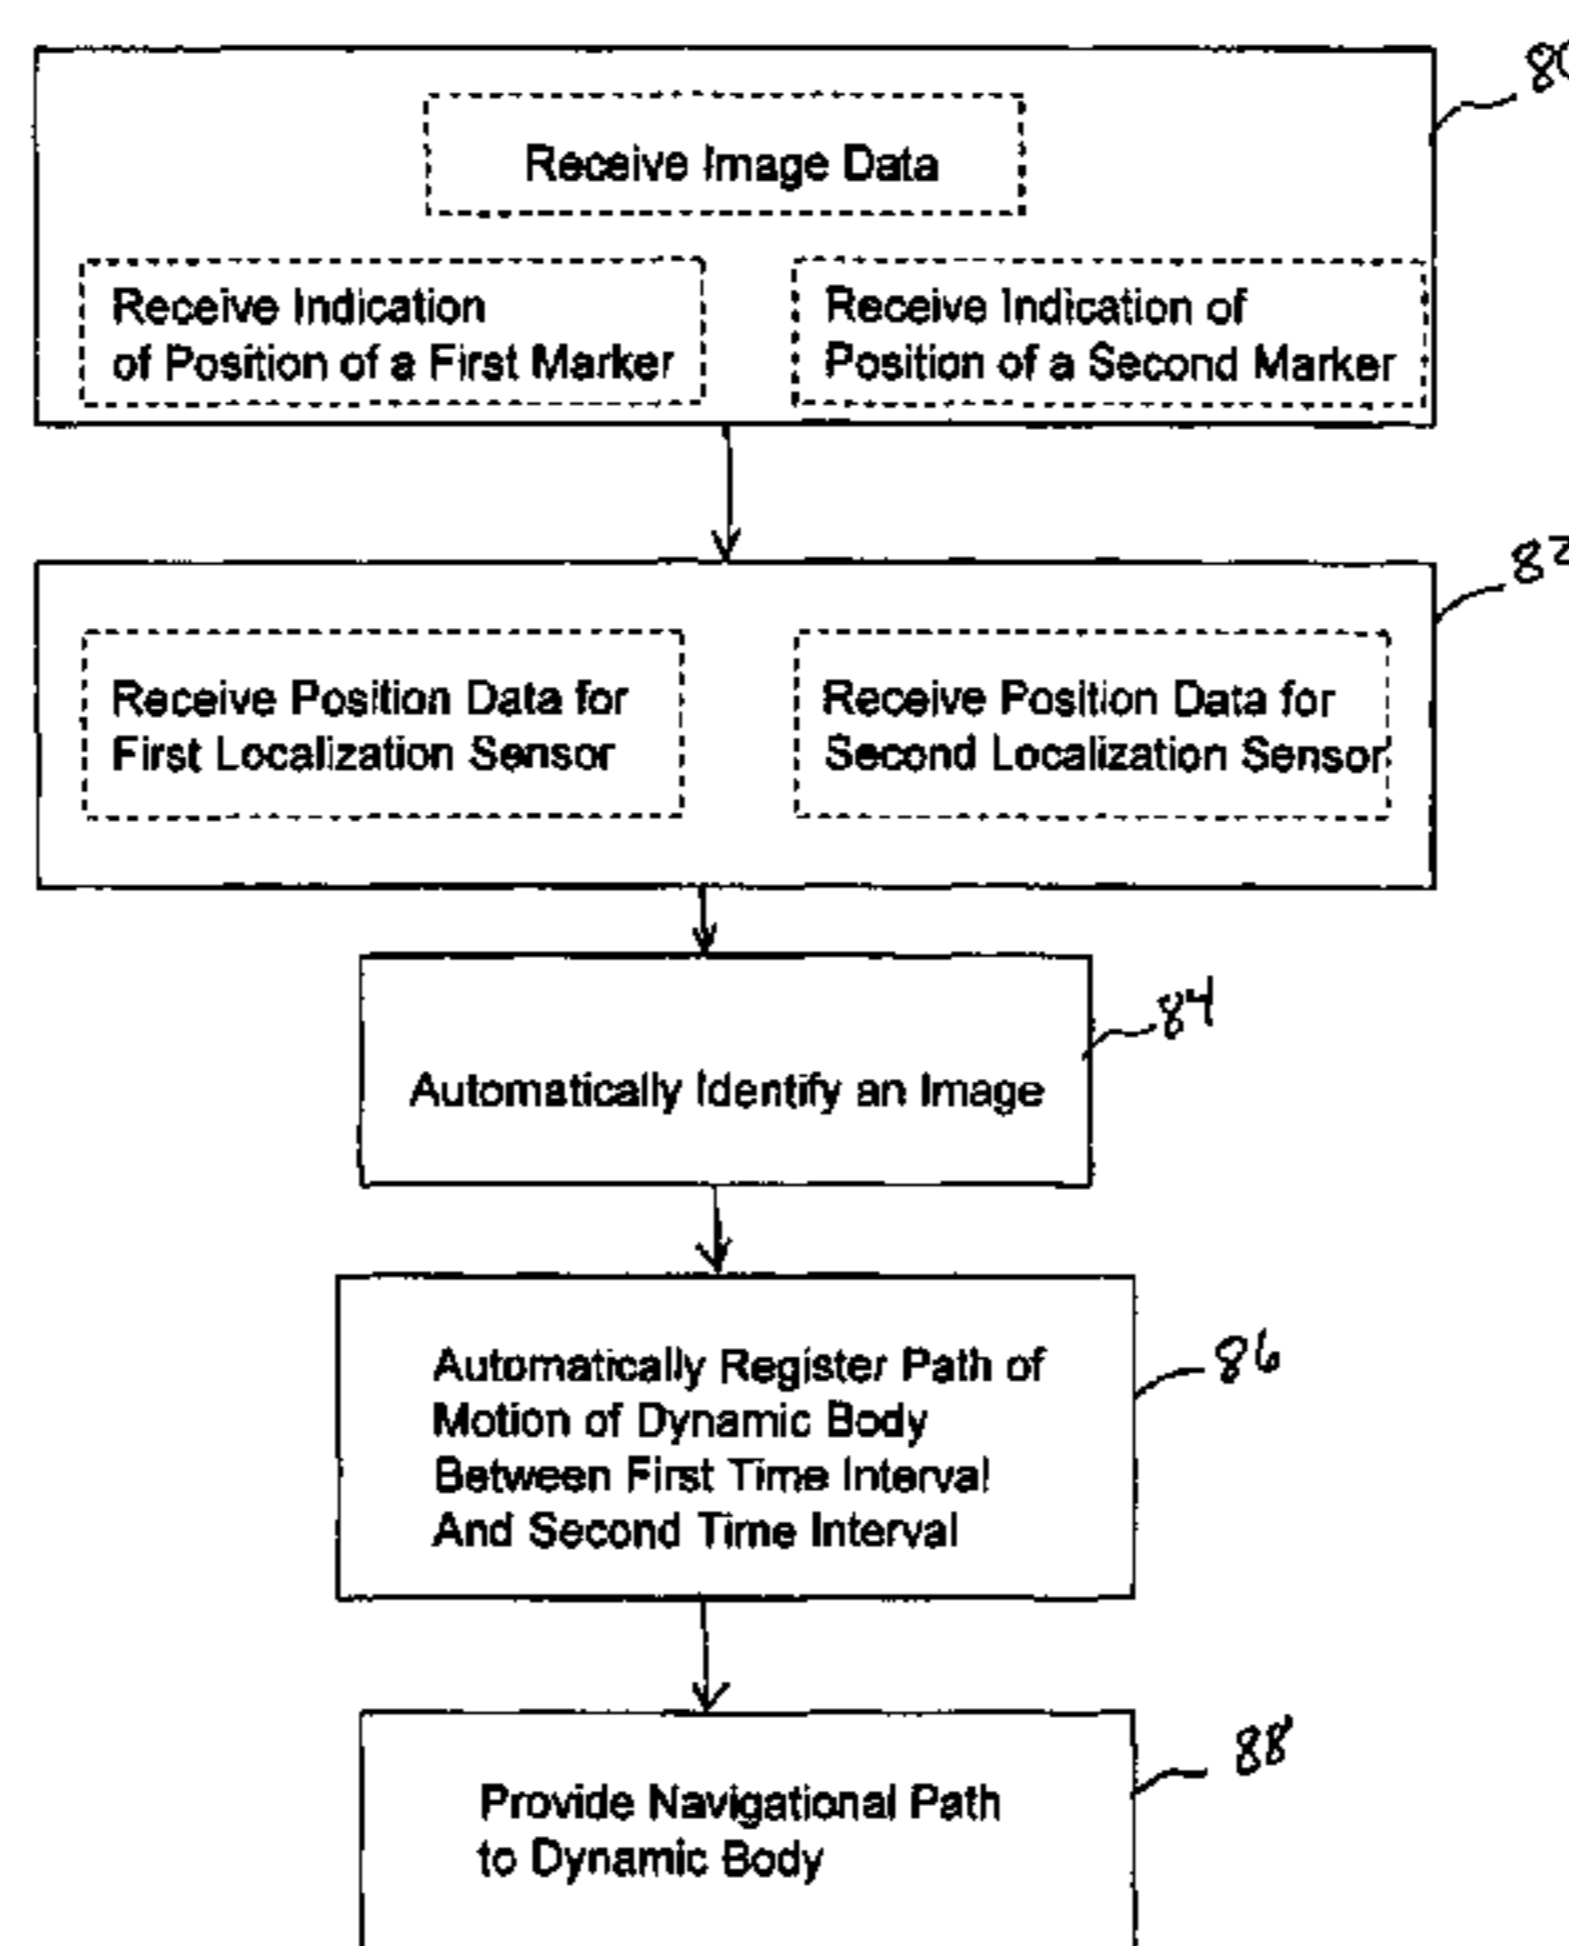 80
Receive Image Data
Receive Indication
of Position of a First Marker
Receive Indication of
Position of a Second Marker
82
Receive Position Data for
First Localization Sensor
Receive Position Data for
Second Localization Sensor
84
Automatically Identify an Image
86
Automatically Register Path of
Motion of Dynamic Body
Between First Time Interval
And Second Time Interval
88
Provide Navigational Path
to Dynamic Body